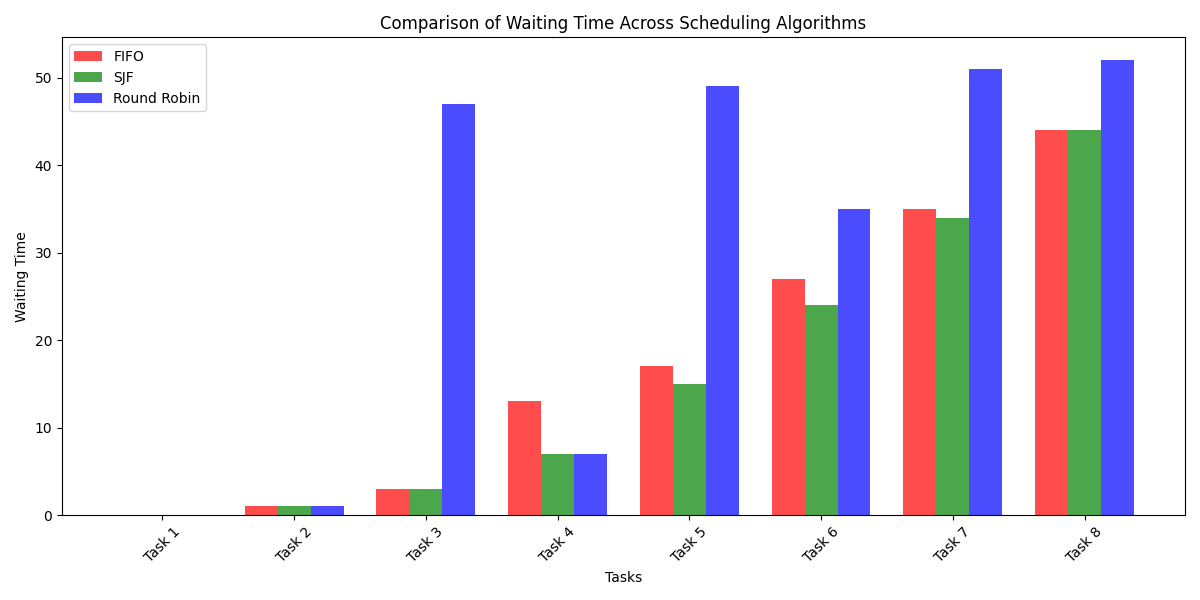 Comparison of Waiting Time Across Scheduling Algorithms
FIFO
SJF
Round Robin
Waiting Time
50
40
30
20
10
0
Task 1
Task 2
Task 3
Task 4
Task 5
Task 6
Task 7
Task 8
Tasks